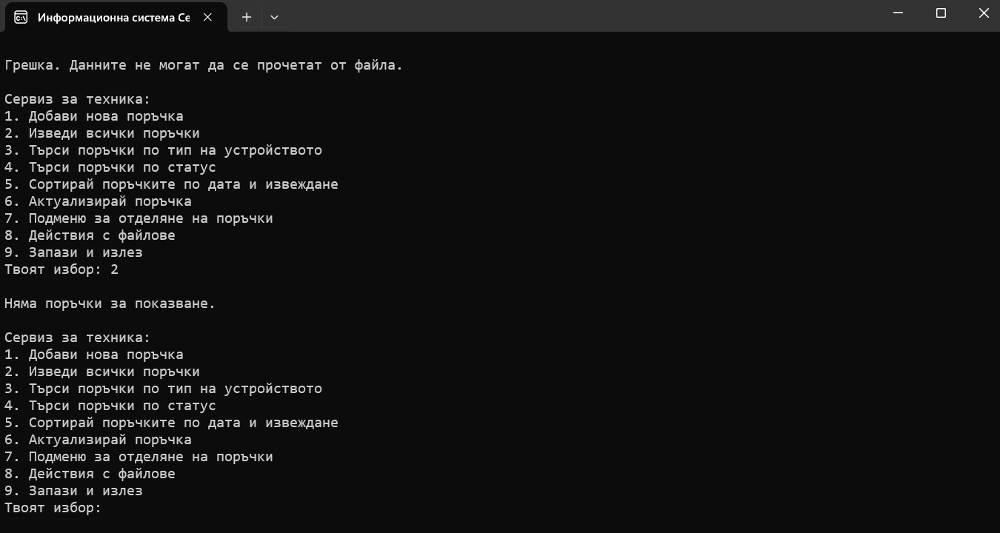 Информационна система Се
Грешка. Данните не могат да се прочетат от файла.
Сервиз за техника:
1. Добави нова поръчка
2. Изведи всички поръчки
3. Търси поръчки по тип на устройството
4. Търси поръчки по статус
5. Сортирай поръчките по дата и извеждане
6. Актуализирай поръчка
7. Подменю за отделяне на поръчки
8. Действия с файлове
9. Запази и излез
Твоят избор: 2
Няма поръчки за показване.
Сервиз за техника:
1. Добави нова поръчка
2. Изведи всички поръчки
3. Търси поръчки по тип на устройството
4. Търси поръчки по статус
5. Сортирай поръчките по дата и извеждане
6. Актуализирай поръчка
7. Подменю за отделяне на поръчки
8. Действия с файлове
9. Запази и излез
Твоят избор: